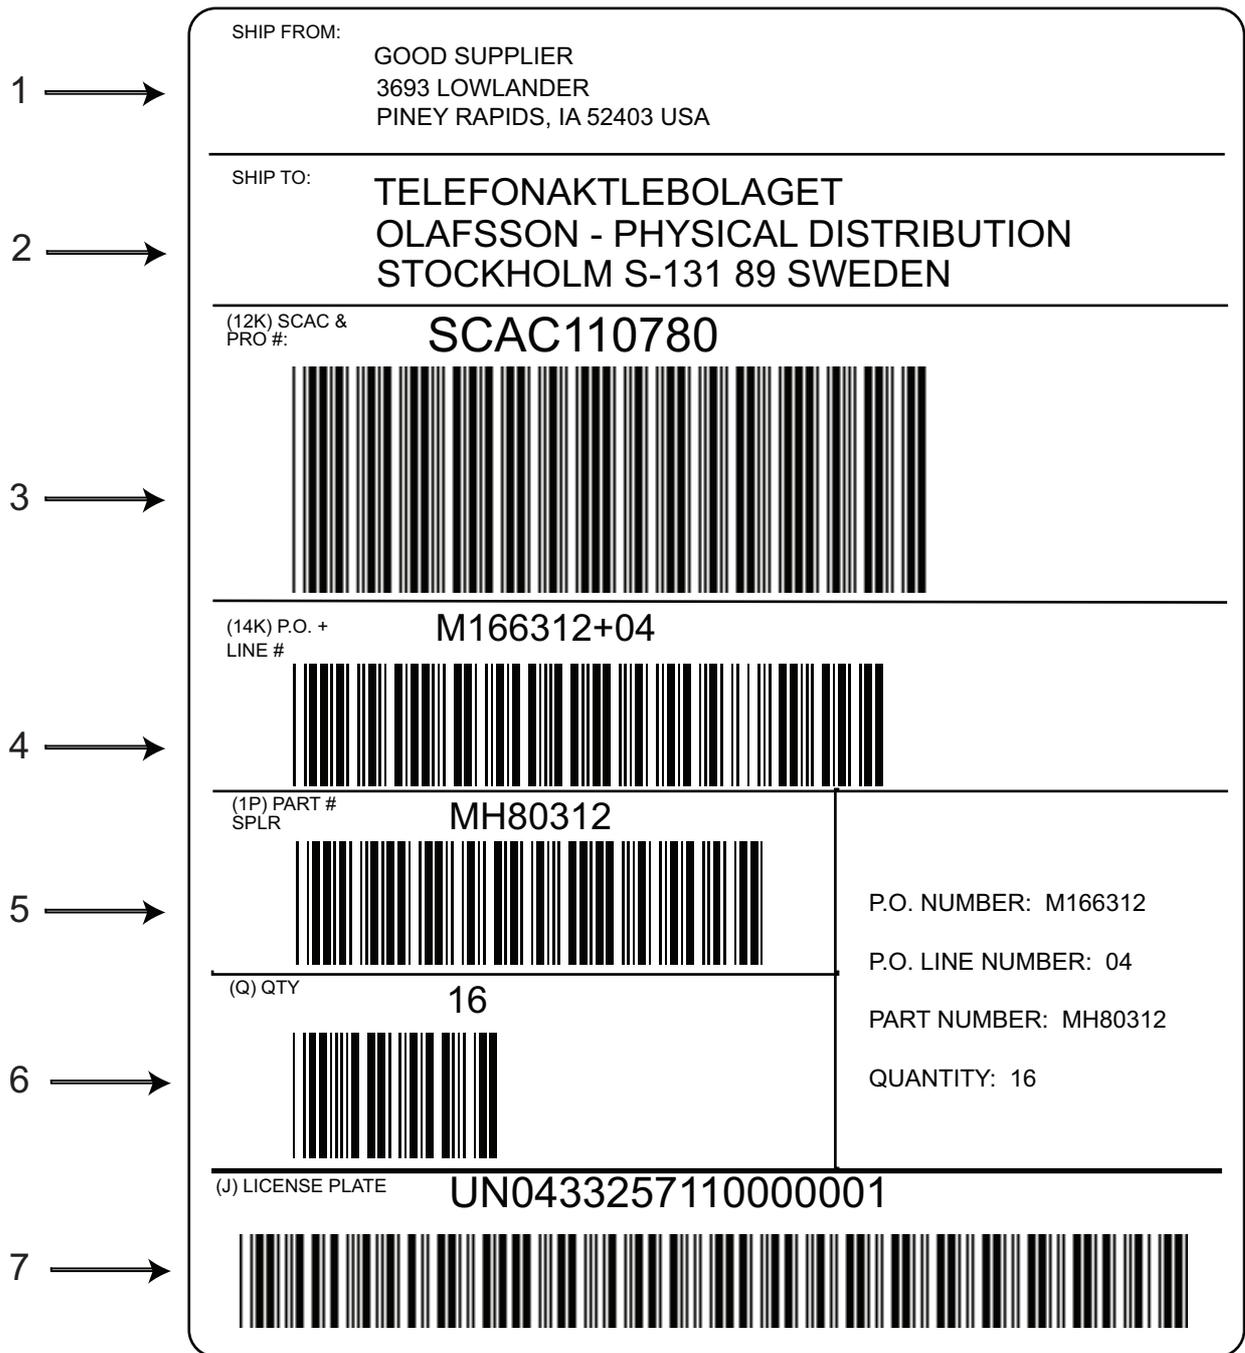 1
SHIP FROM:
GOOD SUPPLIER
3693 LOWLANDER
PINEY RAPIDS, IA 52403 USA
2
SHIP TO:
TELEFONAKTLEBOLAGET
OLAFSSON - PHYSICAL DISTRIBUTION
STOCKHOLM S-131 89 SWEDEN
3
(12K) SCAC &
PRO #:
SCAC110780
4
(14K) P.O. +
LINE #
M166312+04
5
(1P) PART #
SPLR
MH80312
6
(Q) QTY
16
P.O. NUMBER: M166312
P.O. LINE NUMBER: 04
PART NUMBER: MH80312
QUANTITY: 16
7
(J) LICENSE PLATE
UN0433257110000001